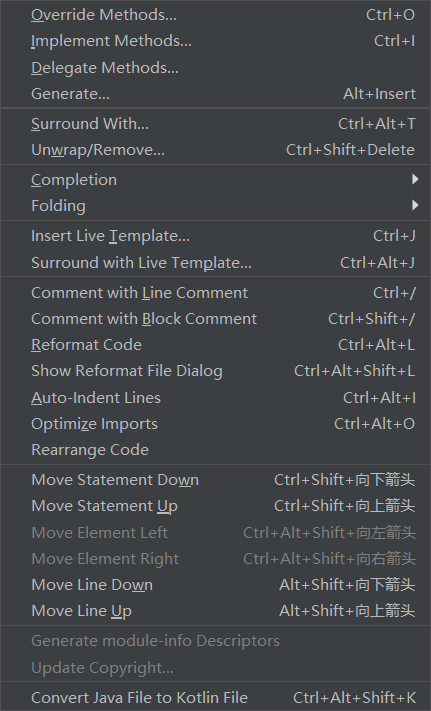 Override Methods... Ctrl+O
Implement Methods... Ctrl+I
Delegate Methods...
Generate... Alt+Insert
Surround With... Ctrl+Alt+T
Unwrap/Remove... Ctrl+Shift+Delete
Completion
Folding
Insert Live Template... Ctrl+J
Surround with Live Template... Ctrl+Alt+J
Comment with Line Comment Ctrl+/
Comment with Block Comment Ctrl+Shift+/
Reformat Code Ctrl+Alt+L
Show Reformat File Dialog Ctrl+Alt+Shift+L
Auto-Indent Lines Ctrl+Alt+I
Optimize Imports Ctrl+Alt+O
Rearrange Code
Move Statement Down Ctrl+Shift+向下箭头
Move Statement Up Ctrl+Shift+向上箭头
Move Element Left Ctrl+Alt+Shift+向左箭头
Move Element Right Ctrl+Alt+Shift+向右箭头
Move Line Down Alt+Shift+向下箭头
Move Line Up Alt+Shift+向上箭头
Generate module-info Descriptors
Update Copyright...
Convert Java File to Kotlin File Ctrl+Alt+Shift+K